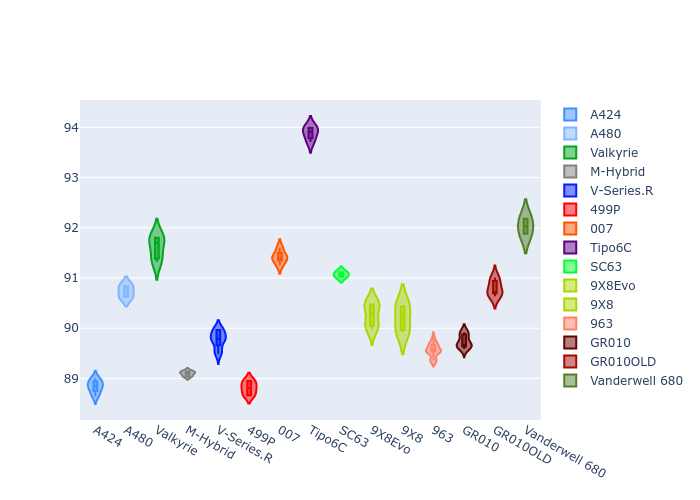 94
93
92
91
90
89
A424
A480
Valkyrie
M-Hybrid
V-Series.R
499P
007
Tipo6C
SC63
9X8Evo
9X8
963
GR010
GR010OLD
Vanderwell 680
A424
A480
Valkyrie
M-Hybrid
V-Series.R
499P
007
Tipo6C
SC63
9X8Evo
9X8
963
GR010
GR010OLD
Vanderwell 680